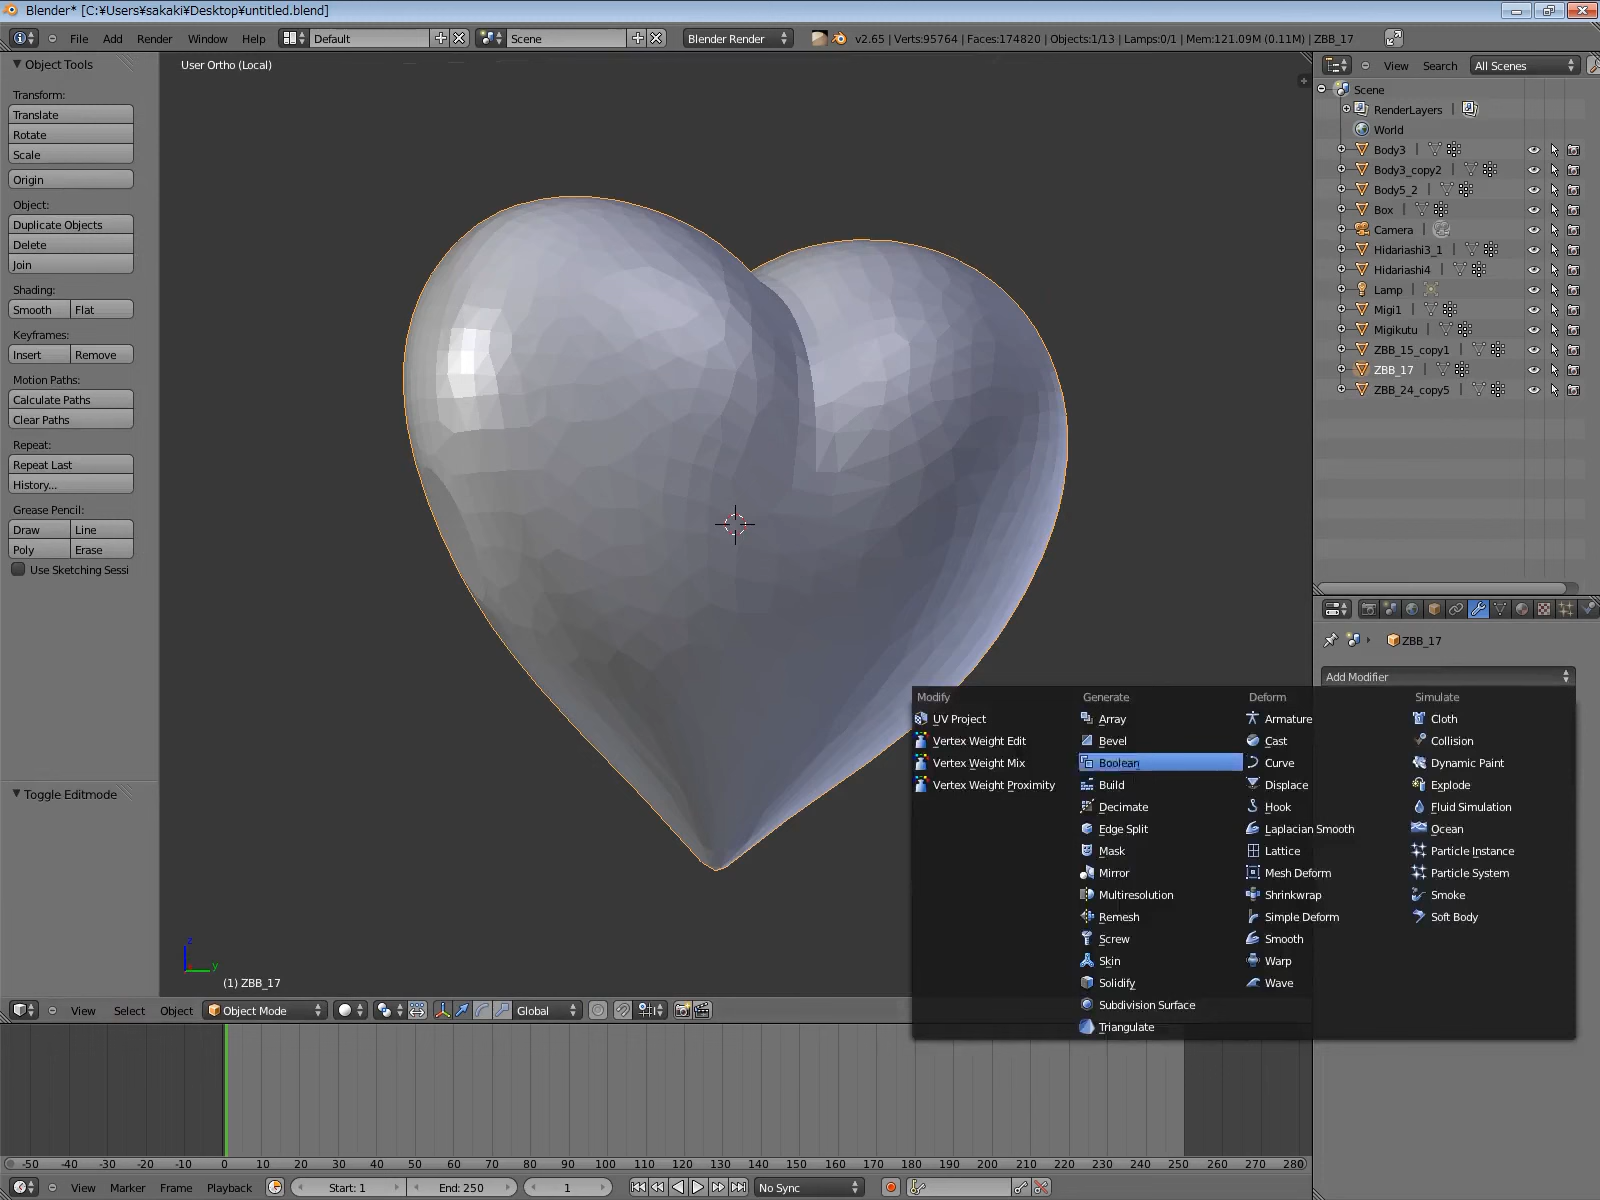 Blender* [C:¥Users¥sakaki¥Desktop¥untitled.blend]
File Add Render Window Help Default Scene Blender Render v2.65 | Verts:95764 | Faces:174820 | Objects:1/13 | Lamps:0/1 | Mem:121.09M (0.11M) | ZBB_17
Object Tools
Transform:
Translate
Rotate
Scale
Origin
Object:
Duplicate Objects
Delete
Join
Shading:
Smooth Flat
Keyframes:
Insert Remove
Motion Paths:
Calculate Paths
Clear Paths
Repeat:
Repeat Last
History...
Grease Pencil:
Draw Line
Poly Erase
Use Sketching Sessi
Toggle Editmode
User Ortho (Local)
z
y
(1) ZBB_17
View Search All Scenes
Scene
RenderLayers |
World
Body3 |
Body3_copy2 |
Body5_2 |
Box |
Camera |
Hidariashi3_1 |
Hidariashi4 |
Lamp |
Migi1 |
Migikutu |
ZBB_15_copy1 |
ZBB_17 |
ZBB_24_copy5 |
ZBB_17
Add Modifier
Modify
UV Project
Vertex Weight Edit
Vertex Weight Mix
Vertex Weight Proximity
Generate
Array
Bevel
Boolean
Build
Decimate
Edge Split
Mask
Mirror
Multiresolution
Remesh
Screw
Skin
Solidify
Subdivision Surface
Triangulate
Deform
Armature
Cast
Curve
Displace
Hook
Laplacian Smooth
Lattice
Mesh Deform
Shrinkwrap
Simple Deform
Smooth
Warp
Wave
Simulate
Cloth
Collision
Dynamic Paint
Explode
Fluid Simulation
Ocean
Particle Instance
Particle System
Smoke
Soft Body
View Select Object Object Mode Global
-50 -40 -30 -20 -10 0 10 20 30 40 50 60 70 80 90 100 110 120 130 140 150 160 170 180 190 200 210 220 230 240 250 260 270 280
View Marker Frame Playback Start: 1 End: 250 1 No Sync